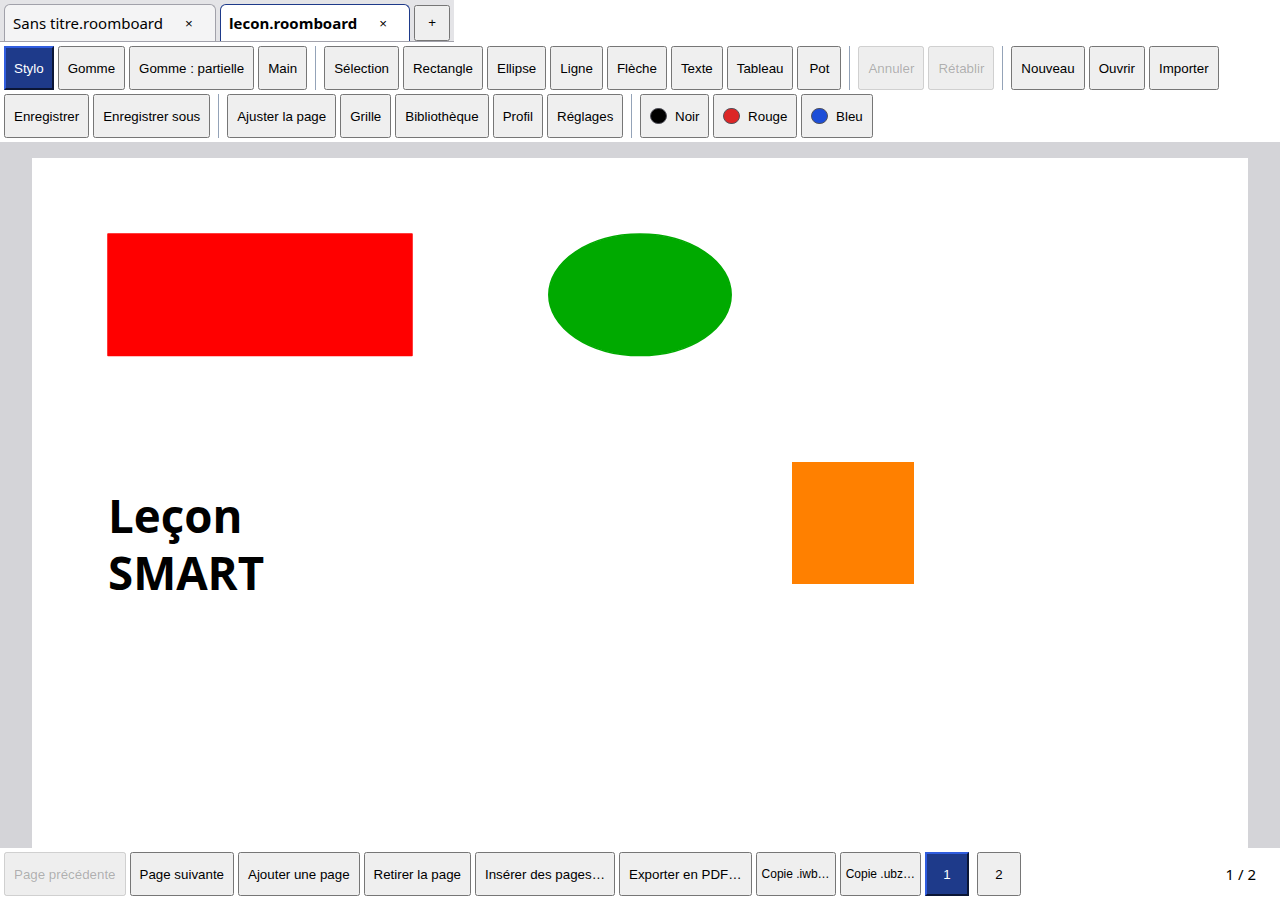 Sans titre.roomboard × lecon.roomboard × +
Stylo Gomme Gomme : partielle Main Sélection Rectangle Ellipse Ligne Flèche Texte Tableau Pot Annuler Rétablir Nouveau Ouvrir Importer
Enregistrer Enregistrer sous Ajuster la page Grille Bibliothèque Profil Réglages Noir Rouge Bleu
Leçon
SMART
Page précédente Page suivante Ajouter une page Retirer la page Insérer des pages… Exporter en PDF… Copie .iwb… Copie .ubz… 1 2 1 / 2